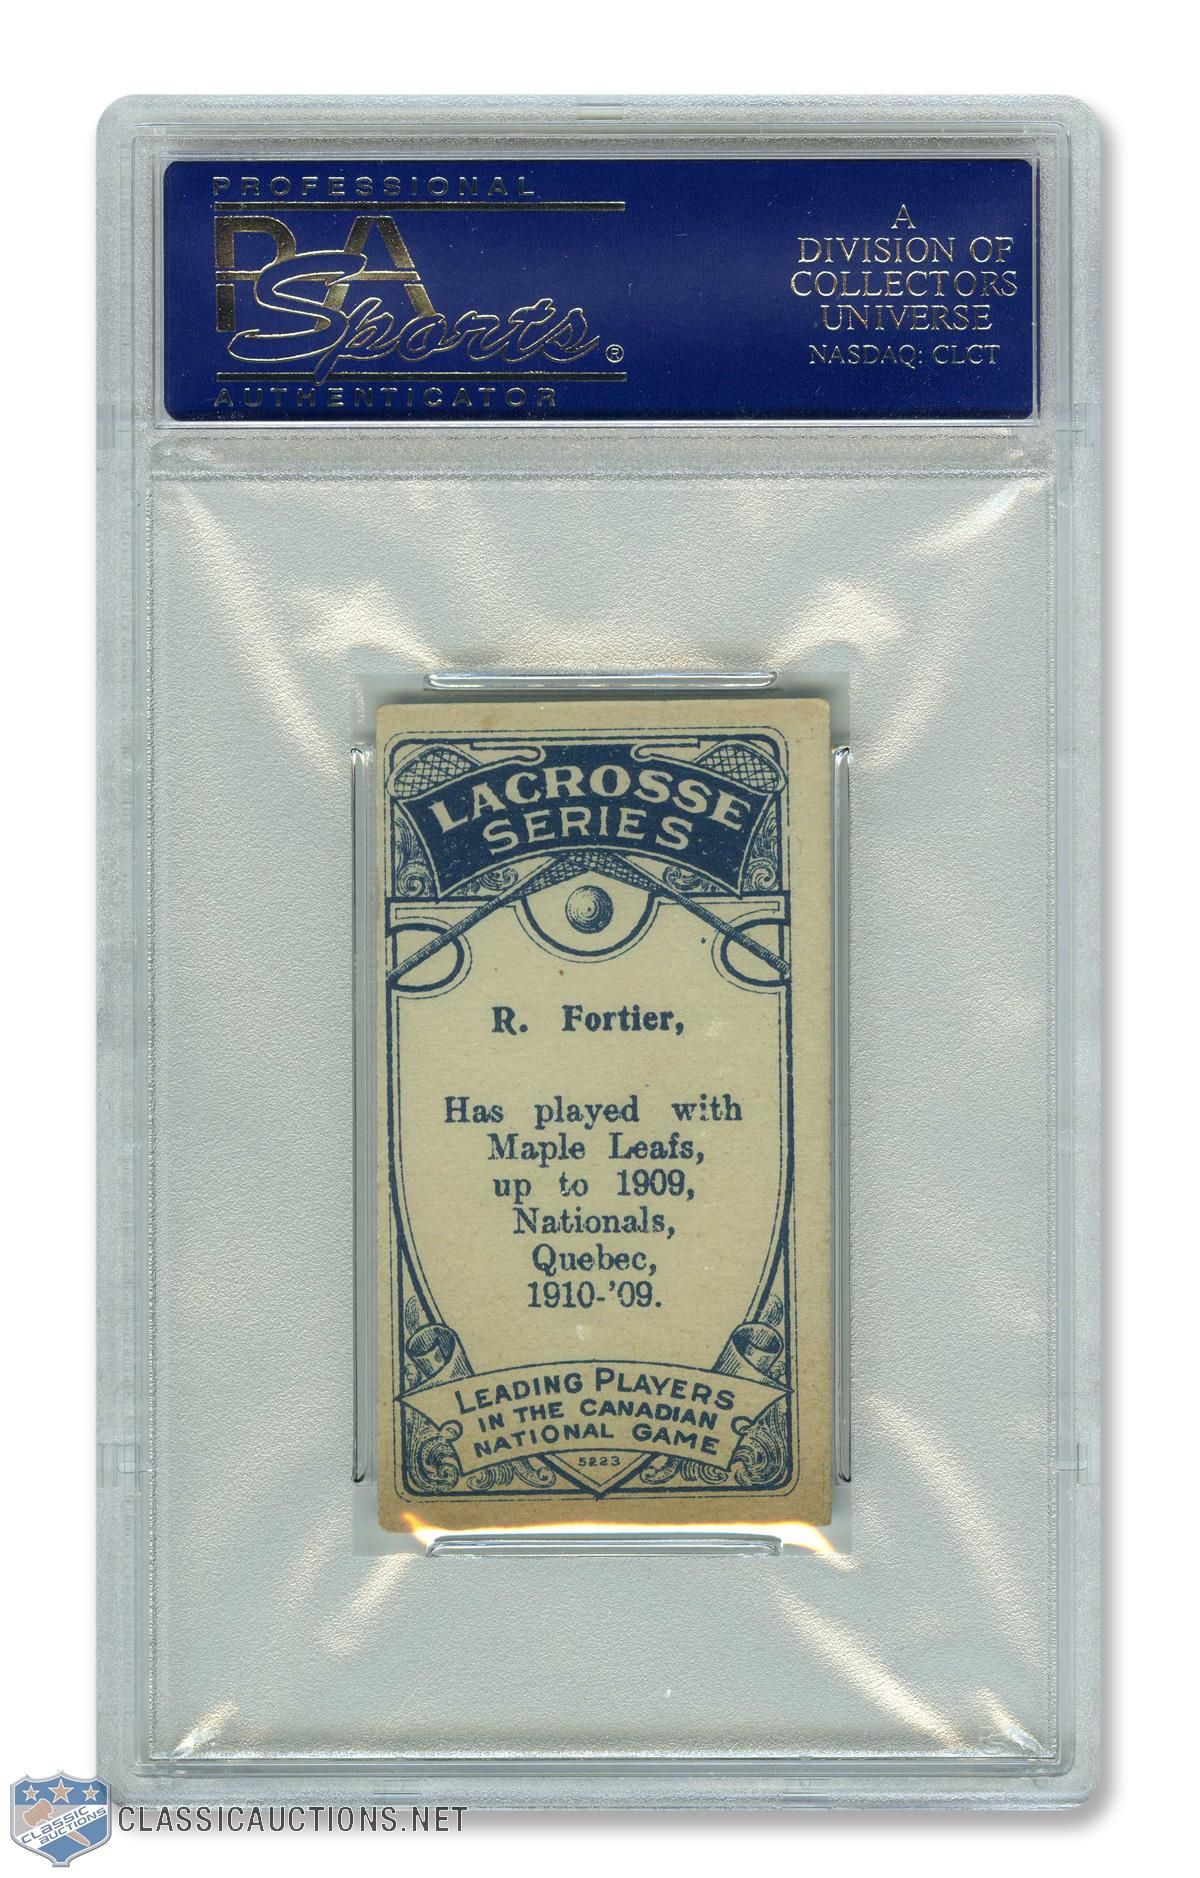 PROFESSIONAL
PSA
Sports®
AUTHENTICATOR
A
DIVISION OF
COLLECTORS
UNIVERSE
NASDAQ: CLCT
LACROSSE
SERIES
R. Fortier,
Has played with
Maple Leafs,
up to 1909,
Nationals,
Quebec,
1910-'09.
LEADING PLAYERS
IN THE CANADIAN
NATIONAL GAME
5223
CLASSIC
AUCTIONS
CLASSICAUCTIONS.NET